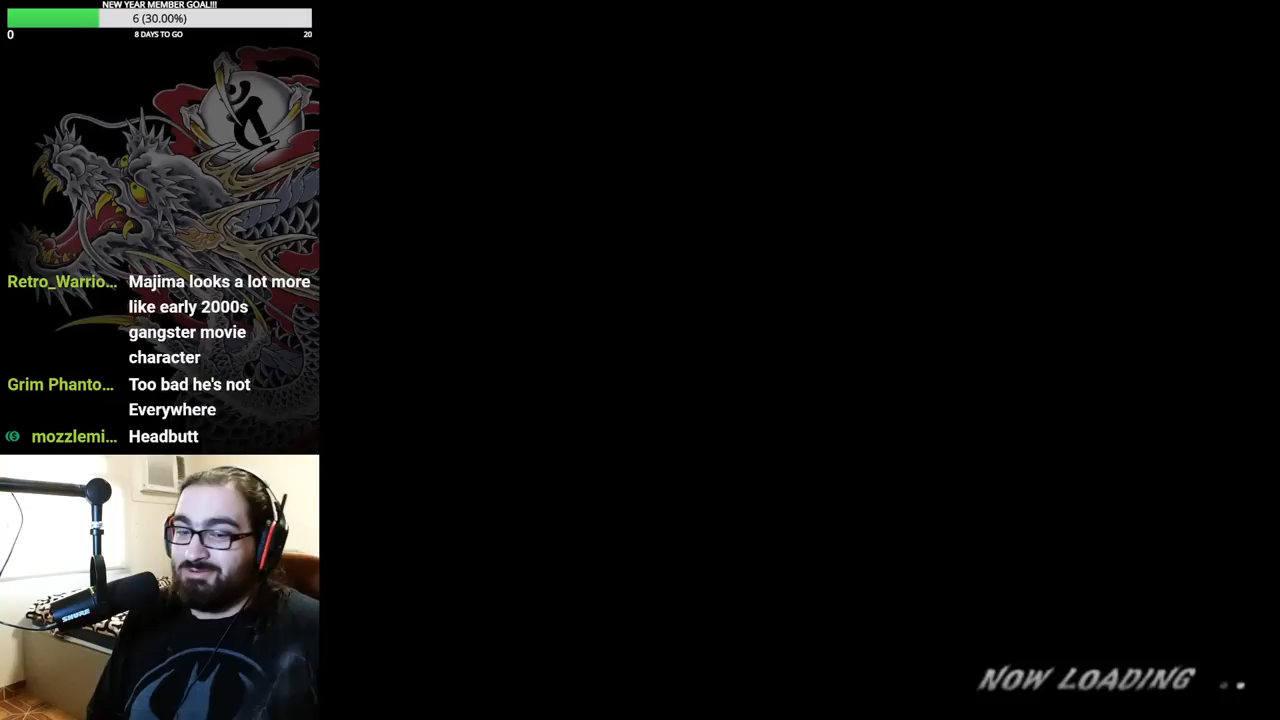 NEW YEAR MEMBER GOAL!!!
6 (30.00%)
0
8 DAYS TO GO
20
Retro_Warrio... Majima looks a lot more
like early 2000s
gangster movie
character
Grim Phanto... Too bad he's not
Everywhere
mozzlemi... Headbutt
SHURE
NOW LOADING ..